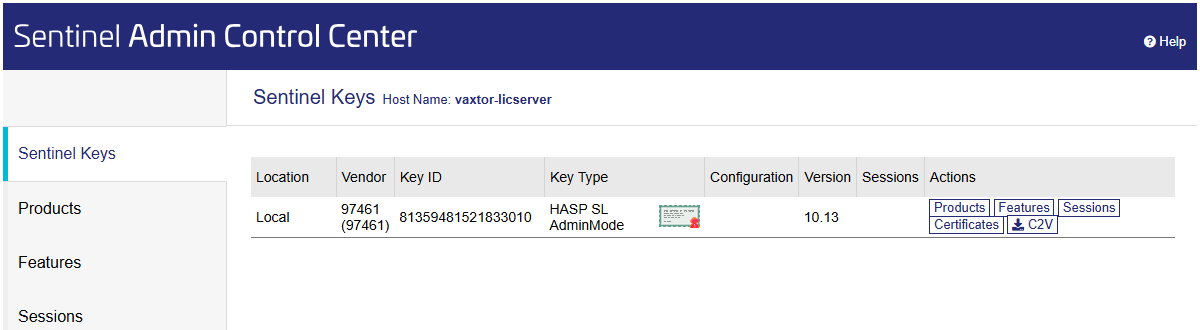 Sentinel Admin Control Center
Help
Sentinel Keys Host Name: vaxtor-licserver
Sentinel Keys
Products
Features
Sessions
Location Vendor Key ID Key Type Configuration Version Sessions Actions
Local 97461 (97461) 81359481521833010 HASP SL AdminMode 10.13 Products Features Sessions
Certificates C2V